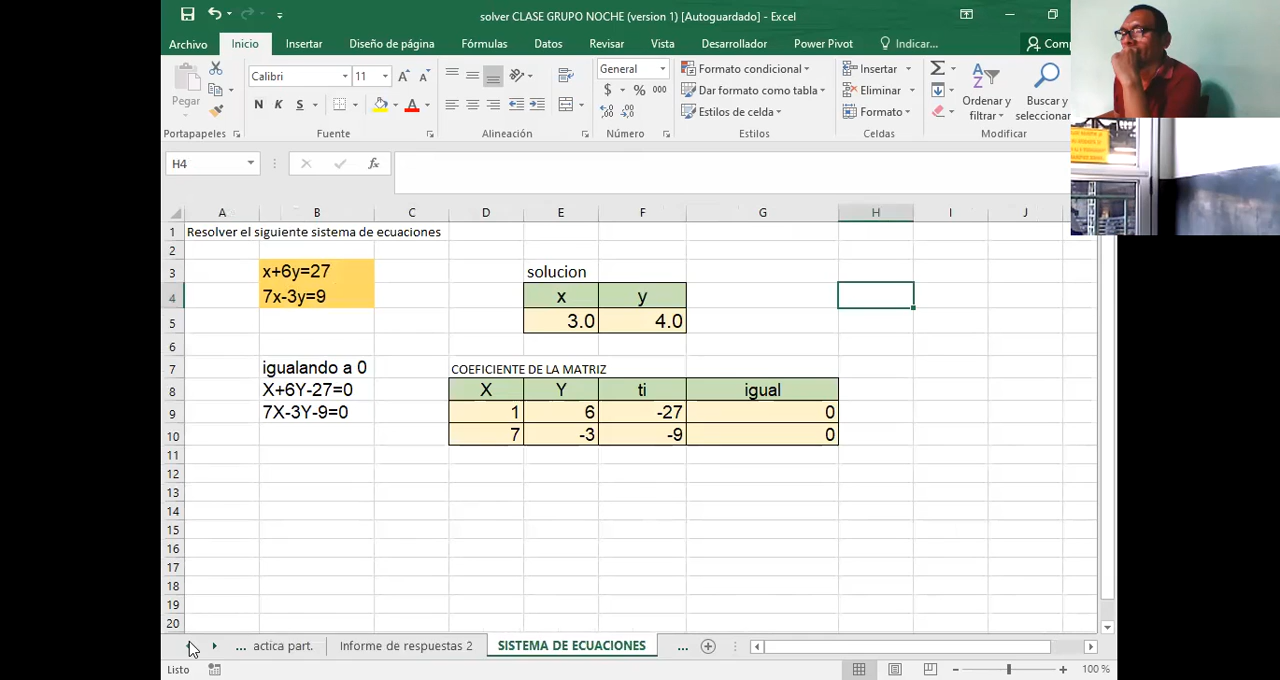 solver CLASE GRUPO NOCHE (version 1) [Autoguardado] - Excel
Archivo Inicio Insertar Diseño de página Fórmulas Datos Revisar Vista Desarrollador Power Pivot Indicar... Comp
Pegar
Calibri 11
N K S
General
$ % 000
Formato condicional
Dar formato como tabla
Estilos de celda
Insertar
Eliminar
Formato
Ordenar y filtrar
Buscar y seleccionar
Portapapeles Fuente Alineación Número Estilos Celdas Modificar
H4 fx
A B C D E F G H I J
1 Resolver el siguiente sistema de ecuaciones
2
3 x+6y=27 solucion
4 7x-3y=9 x y
5 3.0 4.0
6
7 igualando a 0 COEFICIENTE DE LA MATRIZ
8 X+6Y-27=0 X Y ti igual
9 7X-3Y-9=0 1 6 -27 0
10 7 -3 -9 0
11
12
13
14
15
16
17
18
19
20
... actica part. Informe de respuestas 2 SISTEMA DE ECUACIONES ...
Listo 100 %